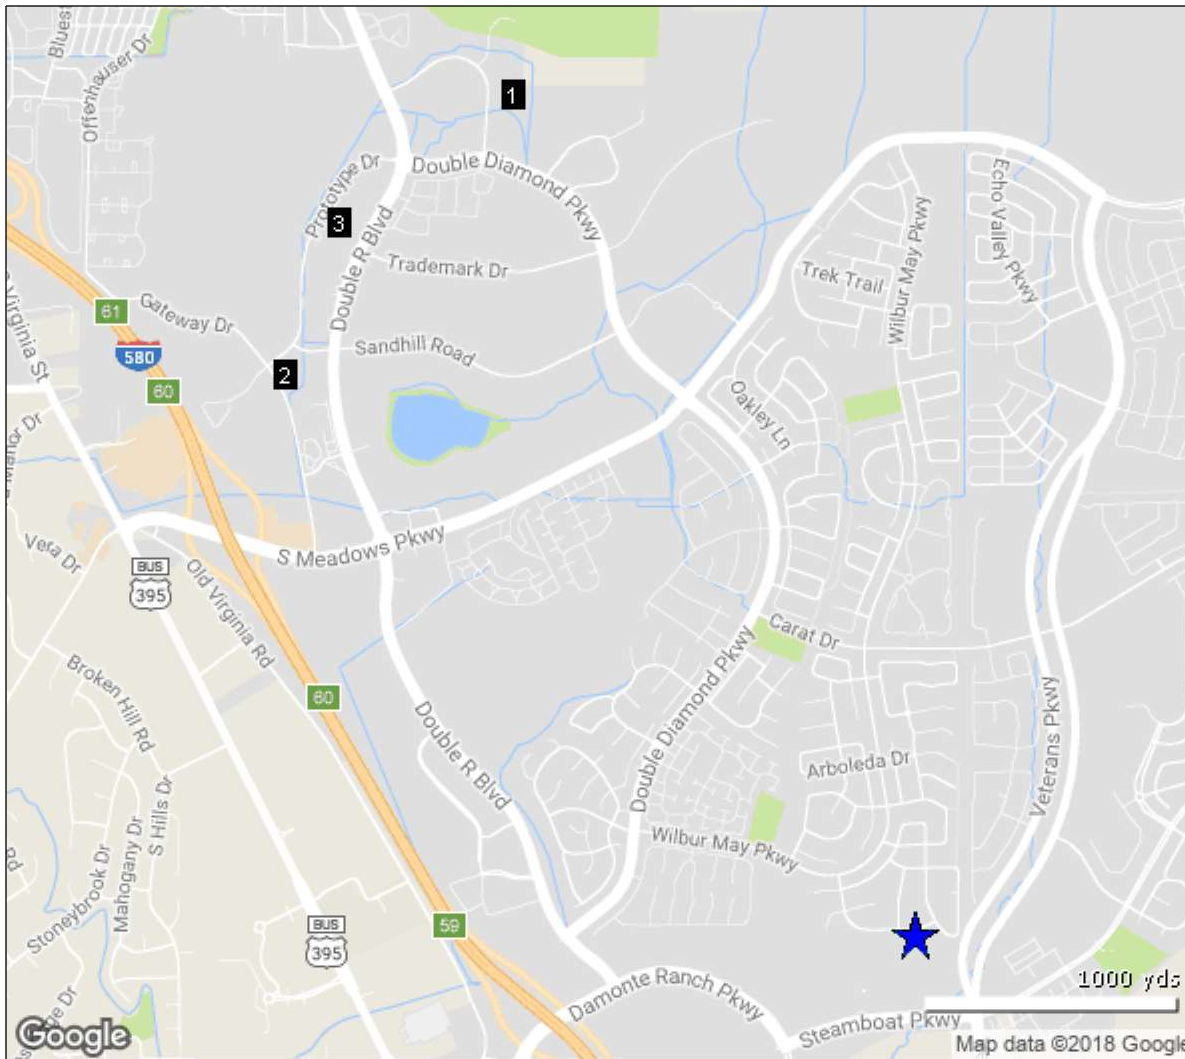 Offenhauser Dr
1
Prototype Dr
Double Diamond Pkwy
Echo Valley Pkwy
3
Double R Blvd
Wilbur May Pkwy
Trademark Dr
Trek Trail
61
Gateway Dr
Virginia St
580
Sandhill Road
2
60
Oakley Ln
Manor Dr
S Meadows Pkwy
Vera Dr
BUS
395
Old Virginia Rd
Carat Dr
Broken Hill Rd
60
Double Diamond Pkwy
Veterans Pkwy
Double R Blvd
Arboleda Dr
S Hills Dr
Mahogany Dr
Stoneybrook Dr
Rd
Wilbur May Pkwy
59
BUS
395
1000 yds
Damonte Ranch Pkwy
Steamboat Pkwy
Google
Map data ©2018 Google